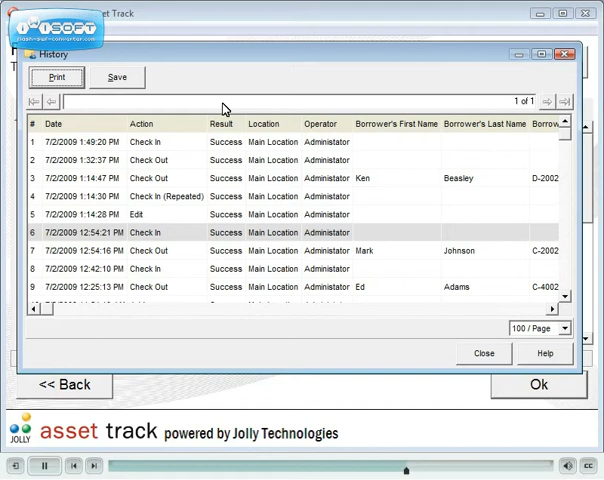 Asset Track
iWiSOFT
flash-swf-converter.com
History
Print Save
1 of 1
# Date Action Result Location Operator Borrower's First Name Borrower's Last Name Borrow
1 7/2/2009 1:49:20 PM Check In Success Main Location Administator
2 7/2/2009 1:32:37 PM Check Out Success Main Location Administator
3 7/2/2009 1:14:47 PM Check Out Success Main Location Administator Ken Beasley D-2002
4 7/2/2009 1:14:30 PM Check In (Repeated) Success Main Location Administator
5 7/2/2009 1:14:28 PM Edit Success Main Location Administator
6 7/2/2009 12:54:21 PM Check In Success Main Location Administator
7 7/2/2009 12:54:16 PM Check Out Success Main Location Administator Mark Johnson C-2002
8 7/2/2009 12:42:10 PM Check In Success Main Location Administator
9 7/2/2009 12:25:13 PM Check Out Success Main Location Administator Ed Adams C-4002
100 / Page
Close Help
<< Back Ok
JOLLY asset track powered by Jolly Technologies
CC